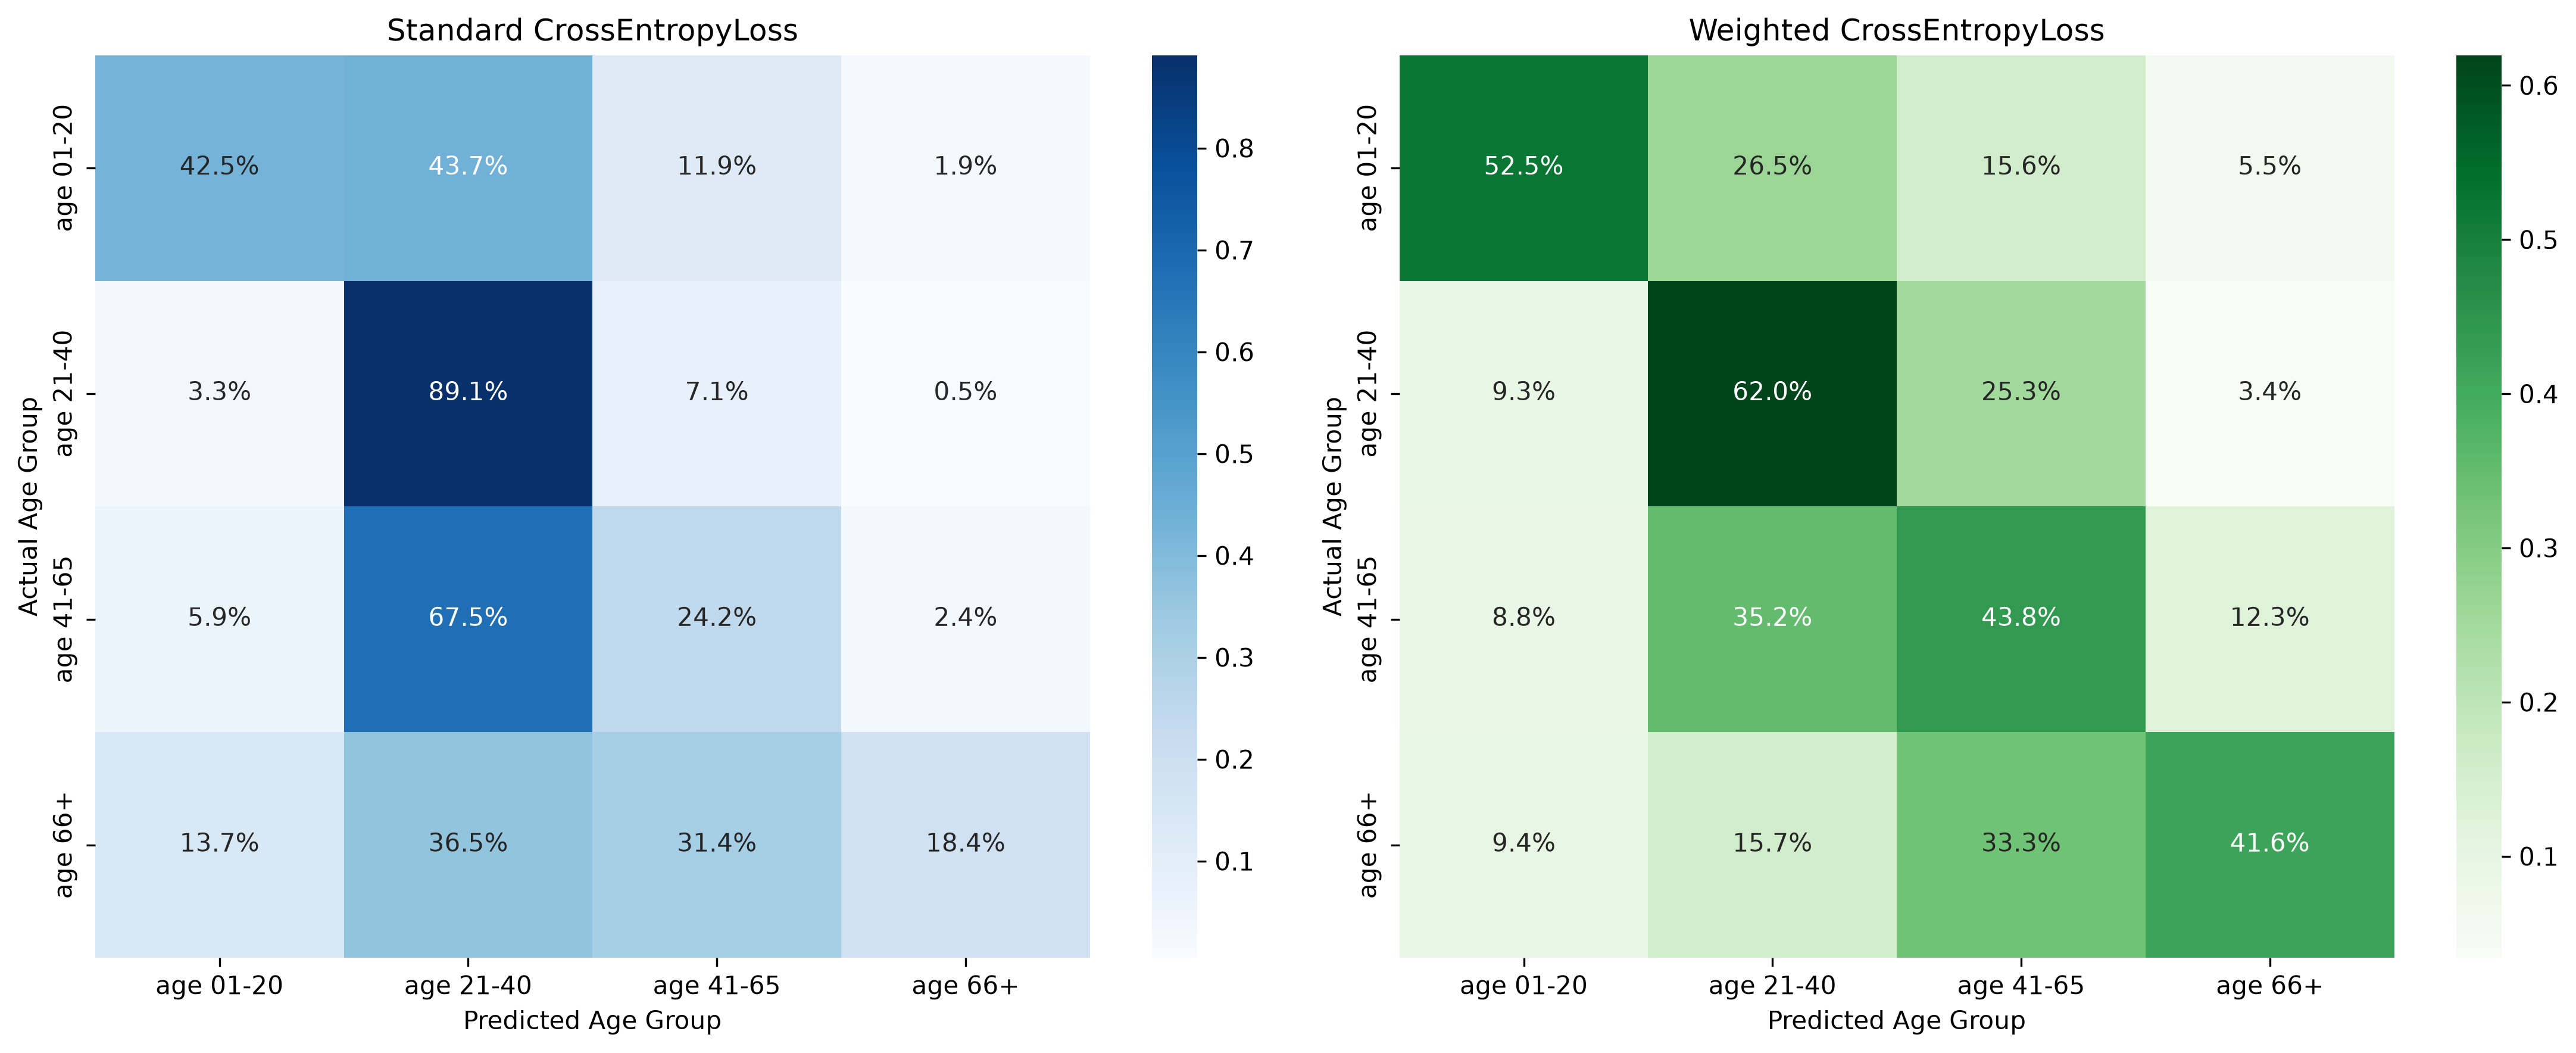 Standard CrossEntropyLoss
Actual Age Group
age 01-20
42.5% 43.7% 11.9% 1.9%
age 21-40
3.3% 89.1% 7.1% 0.5%
age 41-65
5.9% 67.5% 24.2% 2.4%
age 66+
13.7% 36.5% 31.4% 18.4%
age 01-20 age 21-40 age 41-65 age 66+
Predicted Age Group
0.8
0.7
0.6
0.5
0.4
0.3
0.2
0.1
Weighted CrossEntropyLoss
Actual Age Group
age 01-20
52.5% 26.5% 15.6% 5.5%
age 21-40
9.3% 62.0% 25.3% 3.4%
age 41-65
8.8% 35.2% 43.8% 12.3%
age 66+
9.4% 15.7% 33.3% 41.6%
age 01-20 age 21-40 age 41-65 age 66+
Predicted Age Group
0.6
0.5
0.4
0.3
0.2
0.1